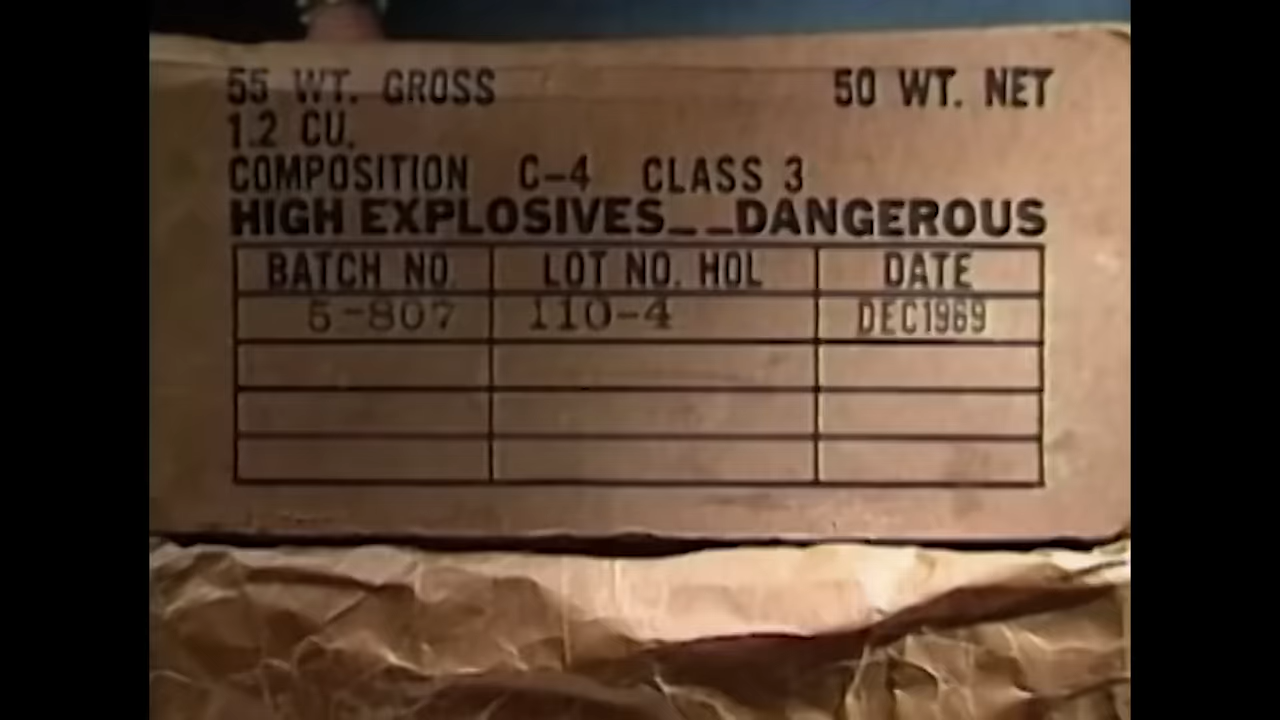 55 WT. GROSS 50 WT. NET
1.2 CU.
COMPOSITION C-4 CLASS 3
HIGH EXPLOSIVES__DANGEROUS
BATCH NO. LOT NO. HOL DATE
5-807 110-4 DEC1969